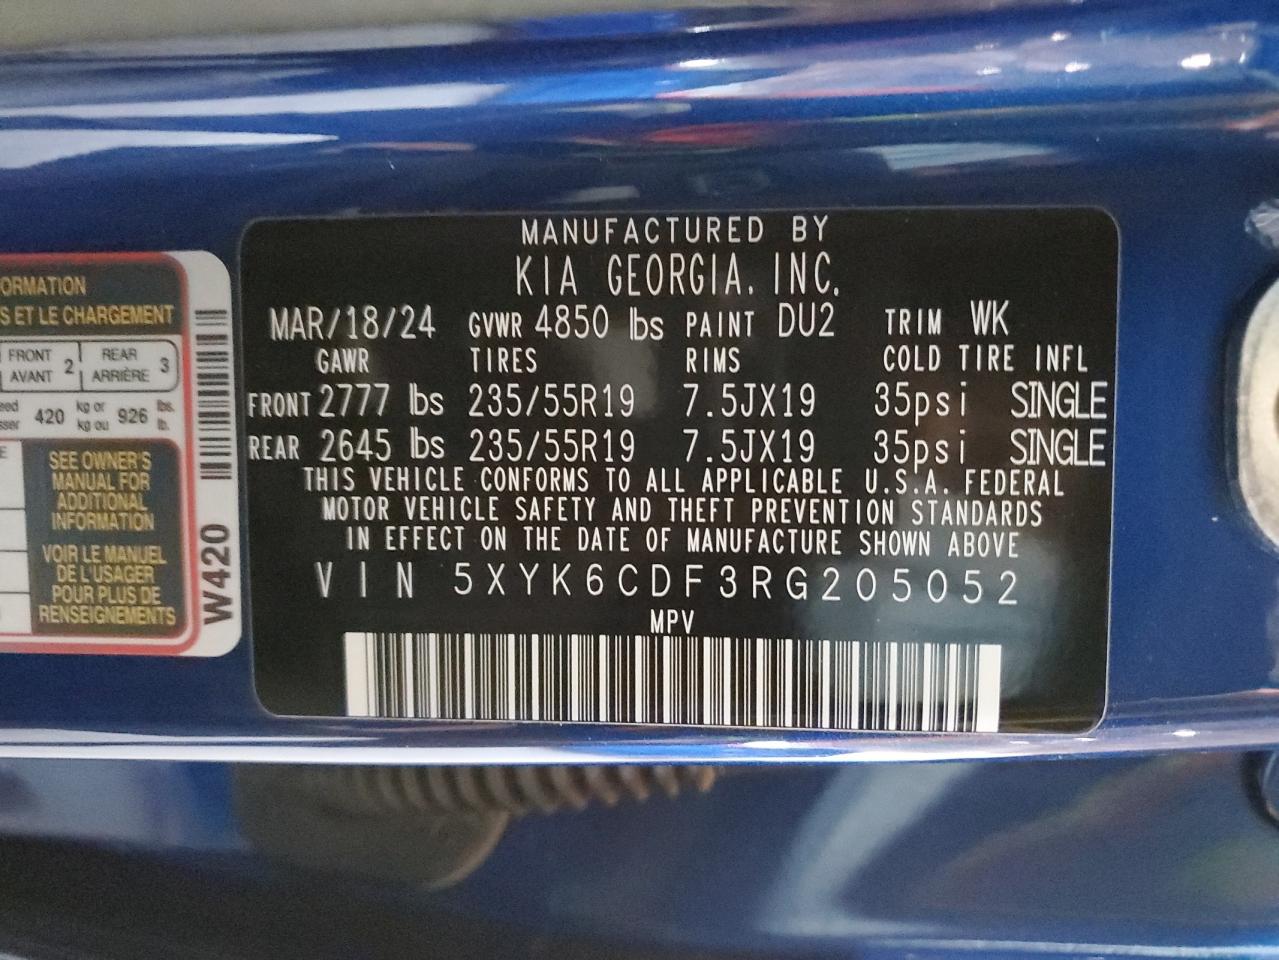 ORMATION
S ET LE CHARGEMENT
FRONT AVANT 2 REAR ARRIÈRE 3
420 kg or kg ou 926 lbs. lb.
SEE OWNER'S
MANUAL FOR
ADDITIONAL
INFORMATION
VOIR LE MANUEL
DE L'USAGER
POUR PLUS DE
RENSEIGNEMENTS
W420
MANUFACTURED BY
KIA GEORGIA, INC.
MAR/18/24 GVWR 4850 lbs PAINT DU2 TRIM WK
GAWR TIRES RIMS COLD TIRE INFL
FRONT 2777 lbs 235/55R19 7.5JX19 35psi SINGLE
REAR 2645 lbs 235/55R19 7.5JX19 35psi SINGLE
THIS VEHICLE CONFORMS TO ALL APPLICABLE U.S.A. FEDERAL
MOTOR VEHICLE SAFETY AND THEFT PREVENTION STANDARDS
IN EFFECT ON THE DATE OF MANUFACTURE SHOWN ABOVE
VIN 5XYK6CDF3RG205052
MPV